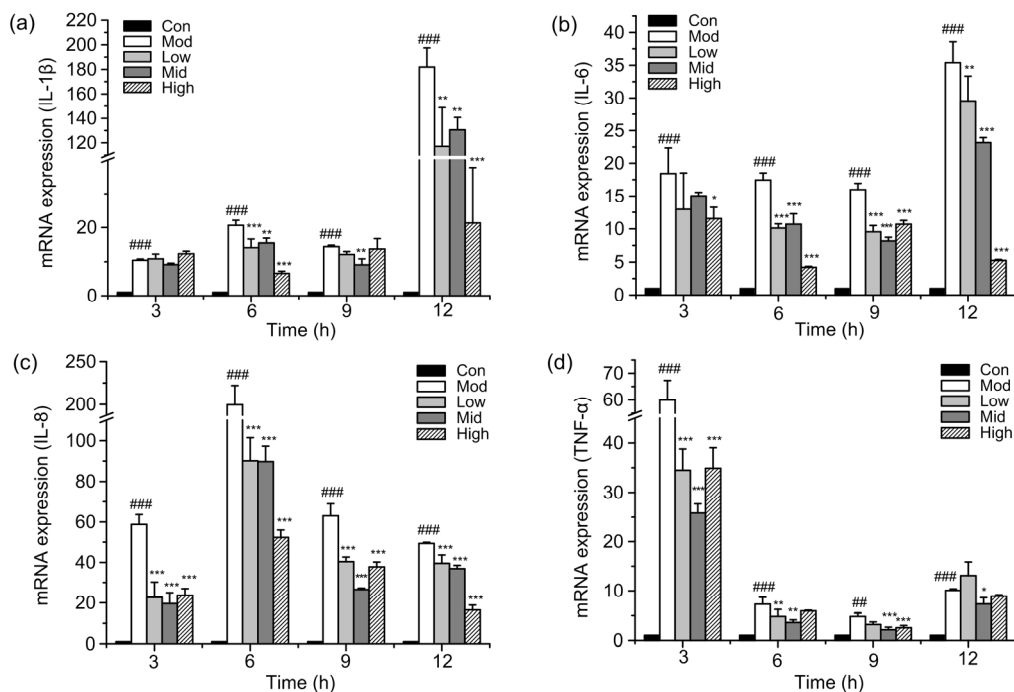 (a)
mRNA expression (IL-1β)
220
200
180
160
140
120
20
10
0
Con
Mod
Low
Mid
High
###
###
*** **
***
###
**
###
** **
***
3 6 9 12
Time (h)
(b)
mRNA expression (IL-6)
40
35
30
25
20
15
10
5
0
Con
Mod
Low
Mid
High
###
*
###
*** ***
***
###
*** *** ***
###
**
***
***
3 6 9 12
Time (h)
(c)
mRNA expression (IL-8)
250
200
100
80
60
40
20
0
Con
Mod
Low
Mid
High
###
*** *** ***
###
*** ***
***
###
*** *** ***
###
*** ***
***
3 6 9 12
Time (h)
(d)
mRNA expression (TNF-α)
70
60
40
30
20
10
0
Con
Mod
Low
Mid
High
###
*** *** ***
###
** **
##
*** ***
###
*
3 6 9 12
Time (h)